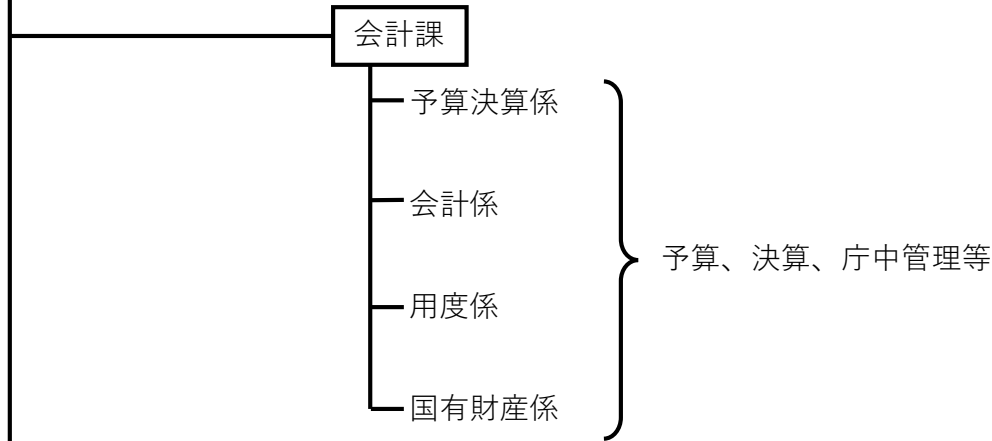 会計課
予算決算係
会計係
用度係
国有財産係
予算、決算、庁中管理等